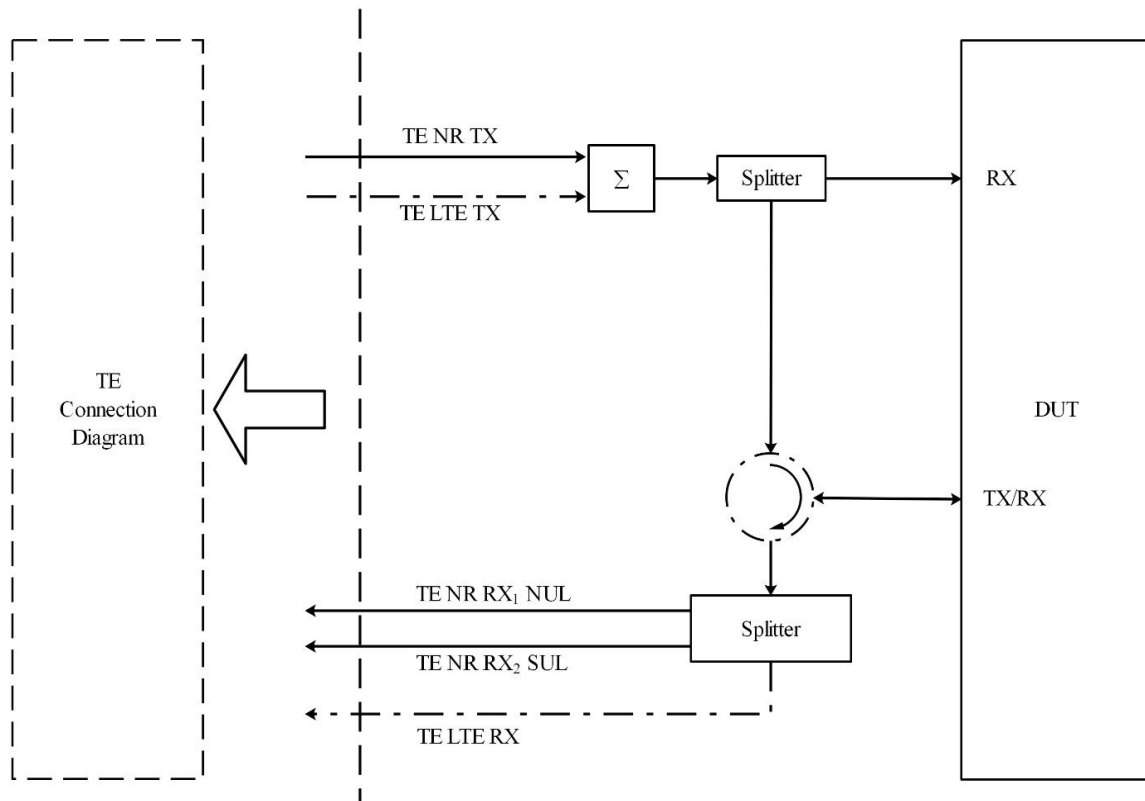 TE NR TX
Σ
Splitter
RX
TE LTE TX
TE
Connection
Diagram
DUT
TX/RX
TE NR RX₁ NUL
Splitter
TE NR RX₂ SUL
TE LTE RX